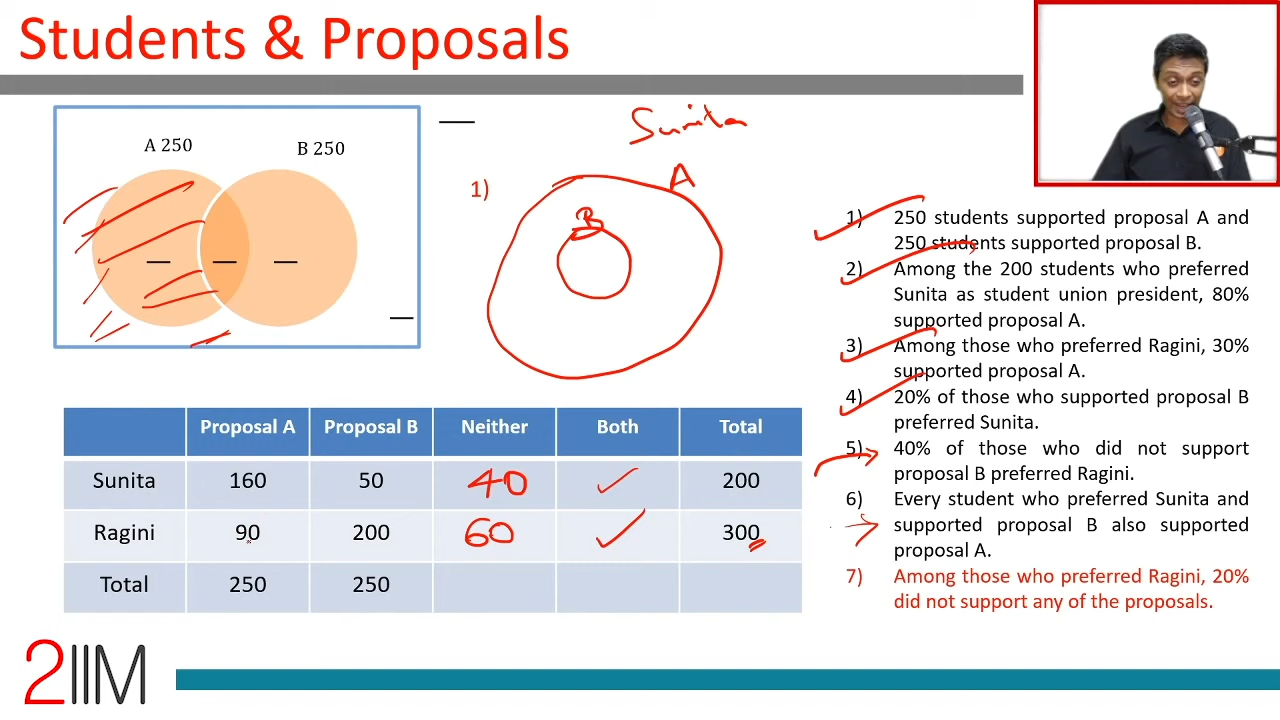 Students & Proposals
A 250
B 250
Sunita
1)
A
B
1) 250 students supported proposal A and
250 students supported proposal B.
2) Among the 200 students who preferred
Sunita as student union president, 80%
supported proposal A.
3) Among those who preferred Ragini, 30%
supported proposal A.
4) 20% of those who supported proposal B
preferred Sunita.
5) 40% of those who did not support
proposal B preferred Ragini.
6) Every student who preferred Sunita and
supported proposal B also supported
proposal A.
7) Among those who preferred Ragini, 20%
did not support any of the proposals.
Proposal A Proposal B Neither Both Total
Sunita 160 50 40 200
Ragini 90 200 60 300
Total 250 250
2IIM